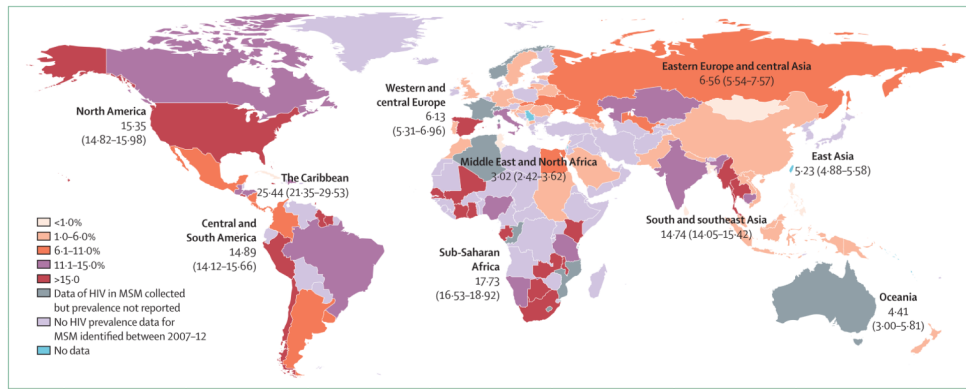 North America
15·35
(14·82–15·98)
The Caribbean
25·44 (21·35–29·53)
Central and
South America
14·89
(14·12–15·66)
Western and
central Europe
6·13
(5·31–6·96)
Eastern Europe and central Asia
6·56 (5·54–7·57)
Middle East and North Africa
3·02 (2·42–3·62)
East Asia
5·23 (4·88–5·58)
South and southeast Asia
14·74 (14·05–15·42)
Sub-Saharan
Africa
17·73
(16·53–18·92)
Oceania
4·41
(3·00–5·81)
<1·0%
1·0–6·0%
6·1–11·0%
11·1–15·0%
>15·0
Data of HIV in MSM collected
but prevalence not reported
No HIV prevalence data for
MSM identified between 2007–12
No data